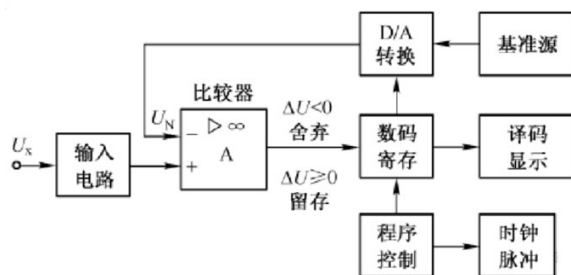 D/A
转换
基准源
比较器
U_N
− ▷ ∞
+ A
ΔU<0
舍弃
ΔU≥0
留存
U_x
输入
电路
数码
寄存
译码
显示
程序
控制
时钟
脉冲